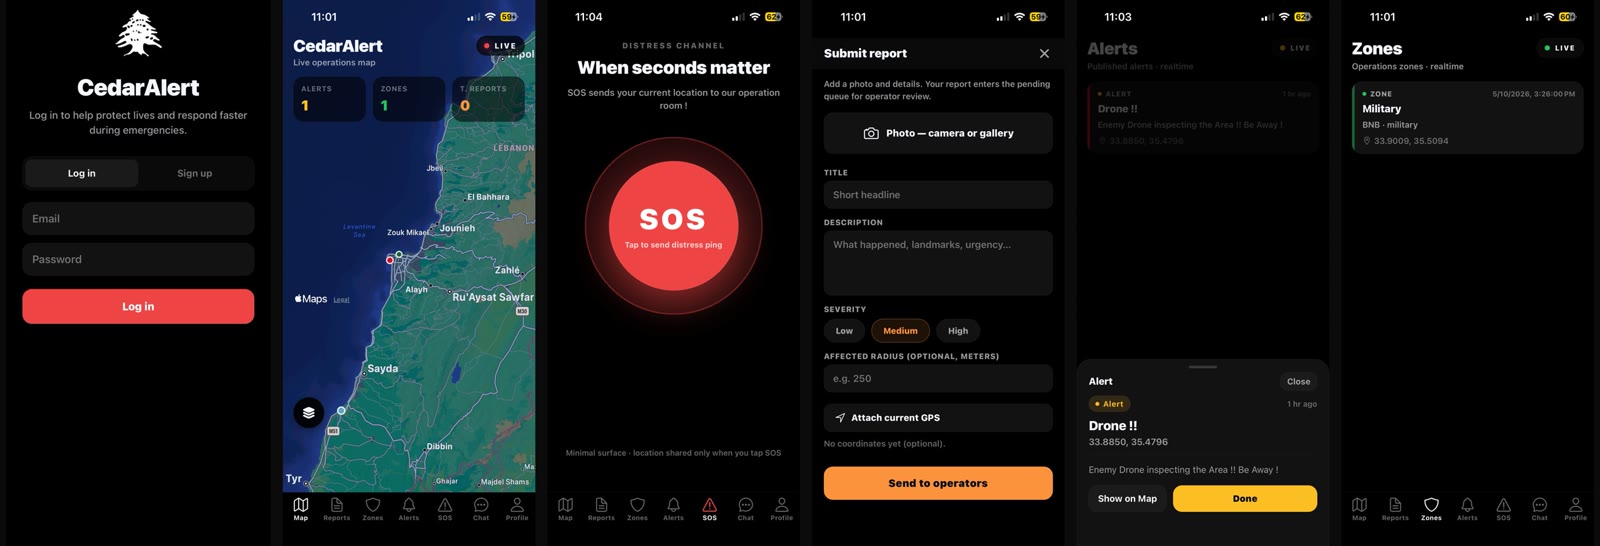 CedarAlert
Log in to help protect lives and respond faster
during emergencies.
Log in
Sign up
Email
Password
Log in
11:01
59
CedarAlert
Live operations map
LIVE
ALERTS
1
ZONES
1
T. REPORTS
0
Tripol
LEBANON
Jbeil
El Bahhara
Levantine
Sea
Zouk Mikael
Jounieh
Zahlé
Alayh
Ru'Aysat Sawfar
Maps
Legal
M30
Sayda
M51
Dibbin
Tyr
Ghajar
Majdel Shams
Ma
Map
Reports
Zones
Alerts
SOS
Chat
Profile
11:04
62
DISTRESS CHANNEL
When seconds matter
SOS sends your current location to our operation
room !
SOS
Tap to send distress ping
Minimal surface · location shared only when you tap SOS
Map
Reports
Zones
Alerts
SOS
Chat
Profile
11:01
59
Submit report
Add a photo and details. Your report enters the pending
queue for operator review.
Photo — camera or gallery
TITLE
Short headline
DESCRIPTION
What happened, landmarks, urgency...
SEVERITY
Low
Medium
High
AFFECTED RADIUS (OPTIONAL, METERS)
e.g. 250
Attach current GPS
No coordinates yet (optional).
Send to operators
11:03
62
Alerts
LIVE
Published alerts · realtime
ALERT
1 hr ago
Drone !!
Enemy Drone inspecting the Area !! Be Away !
33.8850, 35.4796
Alert
Close
Alert
1 hr ago
Drone !!
33.8850, 35.4796
Enemy Drone inspecting the Area !! Be Away !
Show on Map
Done
11:01
60
Zones
LIVE
Operations zones · realtime
ZONE
5/10/2026, 3:26:00 PM
Military
BNB · military
33.9009, 35.5094
Map
Reports
Zones
Alerts
SOS
Chat
Profile